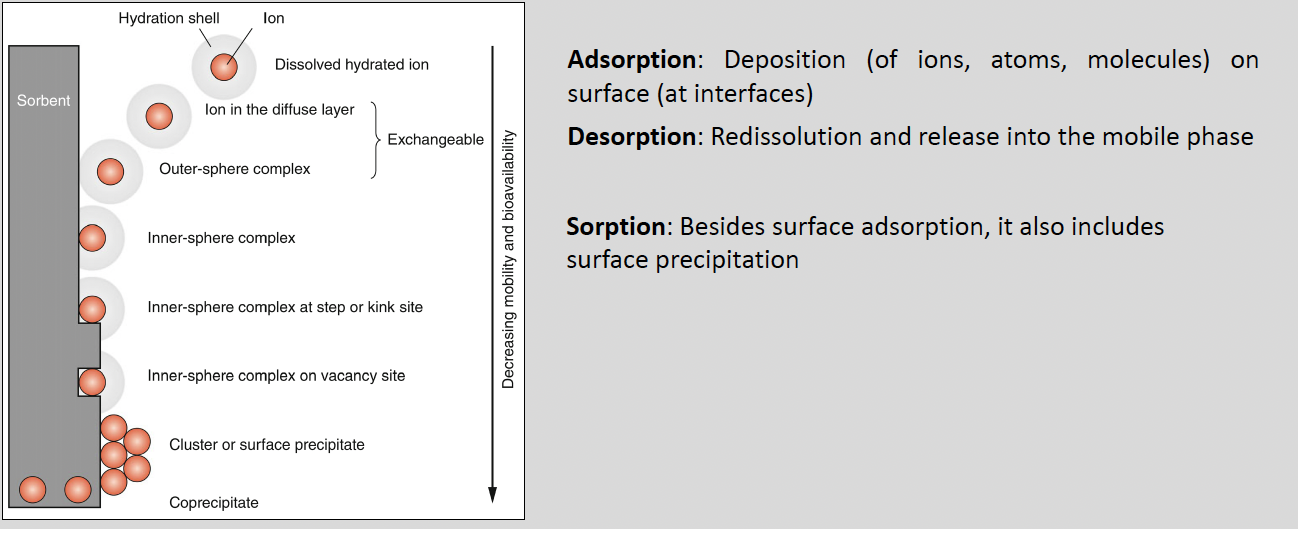 Hydration shell Ion
Sorbent
Dissolved hydrated ion
Ion in the diffuse layer
Exchangeable
Outer-sphere complex
Inner-sphere complex
Inner-sphere complex at step or kink site
Inner-sphere complex on vacancy site
Cluster or surface precipitate
Coprecipitate
Decreasing mobility and bioavailability
Adsorption: Deposition (of ions, atoms, molecules) on
surface (at interfaces)
Desorption: Redissolution and release into the mobile phase
Sorption: Besides surface adsorption, it also includes
surface precipitation